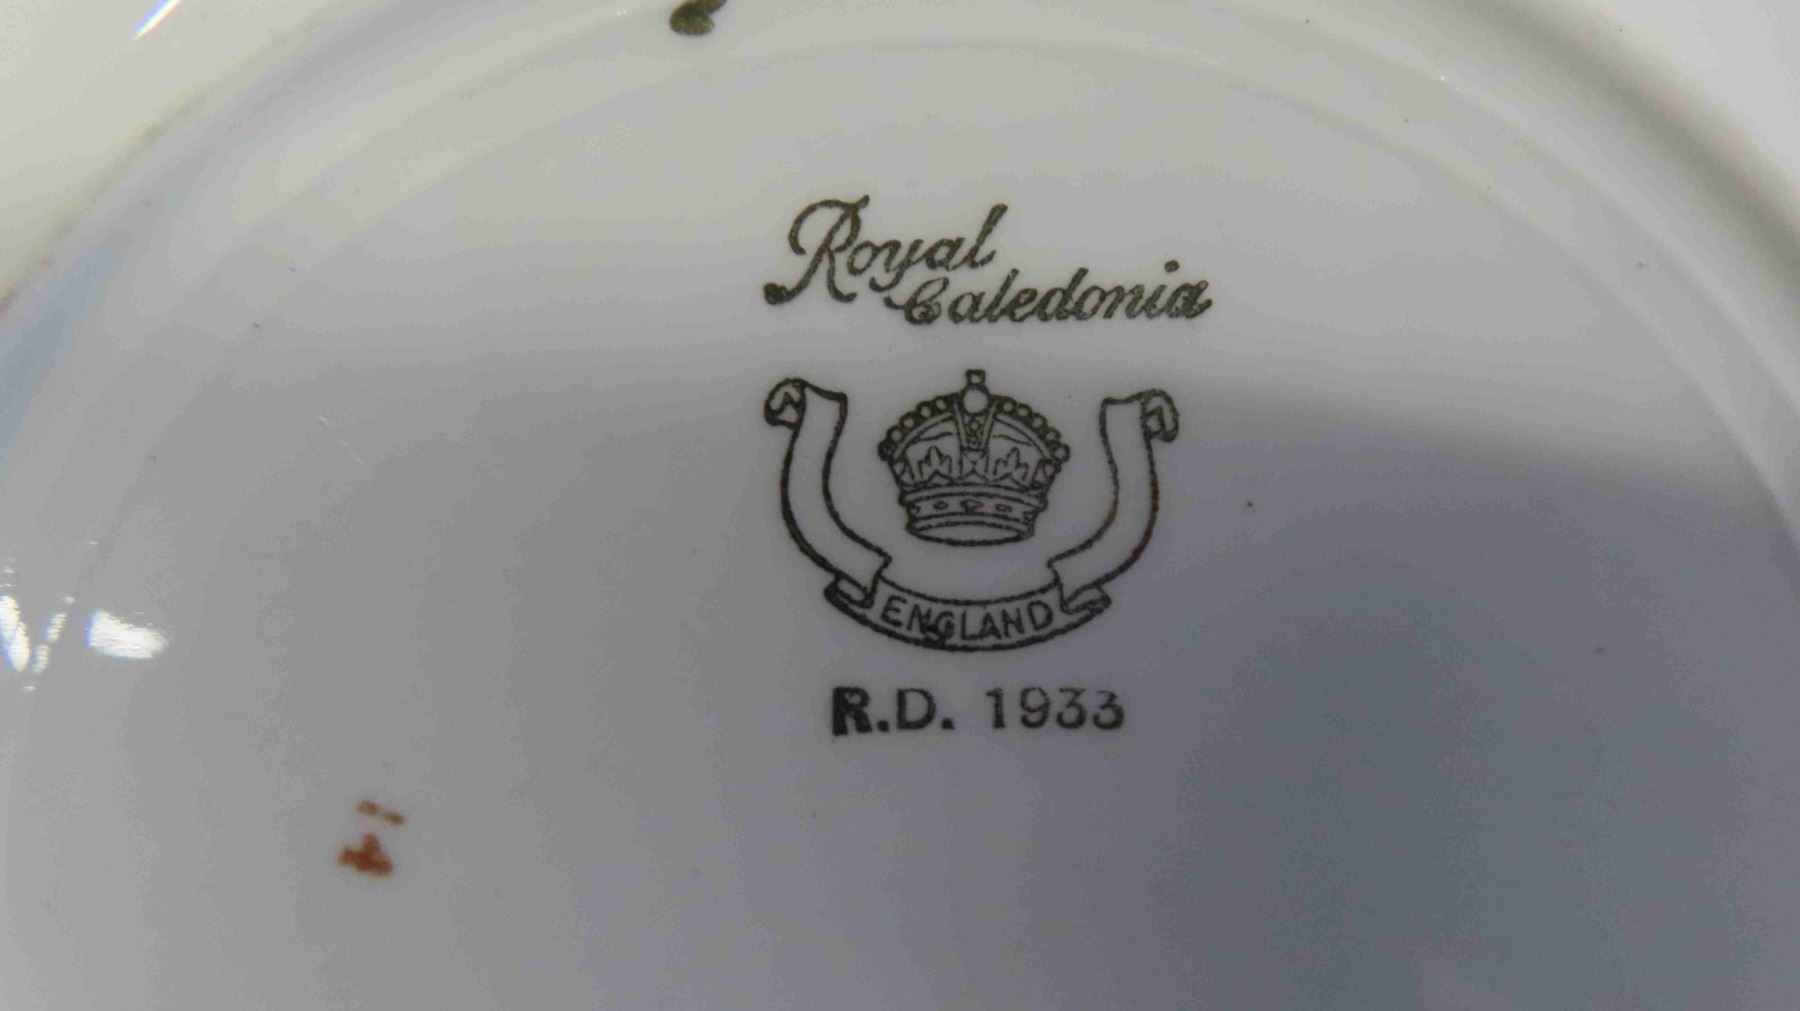 Royal
Caledonia
ENGLAND
R.D. 1933